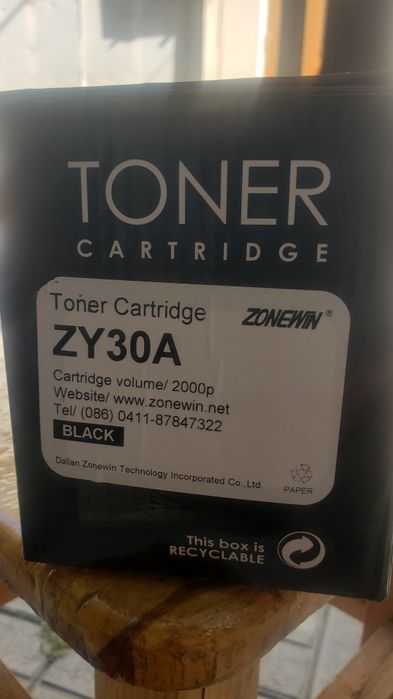 TONER
CARTRIDGE
Toner Cartridge
ZONEWIN®
ZY30A
Cartridge volume/ 2000p
Website/ www.zonewin.net
Tel/ (086) 0411-87847322
BLACK
Dalian Zonewin Technology Incorporated Co.,Ltd.
PAPER
This box is
RECYCLABLE